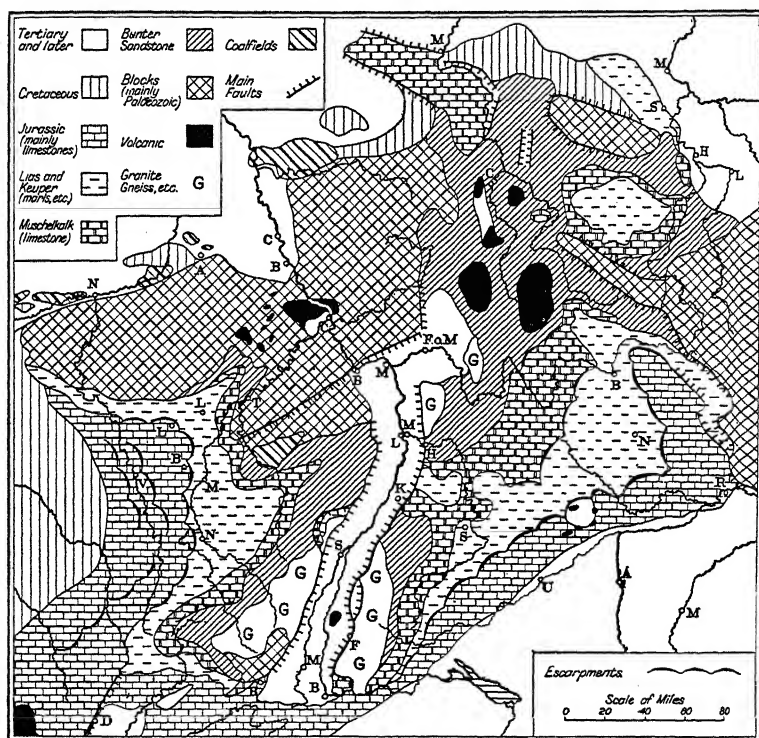 Tertiary and later
Bunter Sandstone
Coalfields
Cretaceous
Blocks (mainly Palæozoic)
Main Faults
Jurassic (mainly limestones)
Volcanic
Lias and Keuper (marls, etc.)
Granite Gneiss, etc.
G
Muschelkalk (limestone)
M
M
S
H
L
C
C
B
N
A
C
F a M
G
M
B
T
L
L
B
M
V
N
G
M
L
H
H
K
S
B
N
R
U
A
M
S
G
G
G
G
G
G
G
F
M
B
B
D
Escarpments
Scale of Miles
0 20 40 60 80